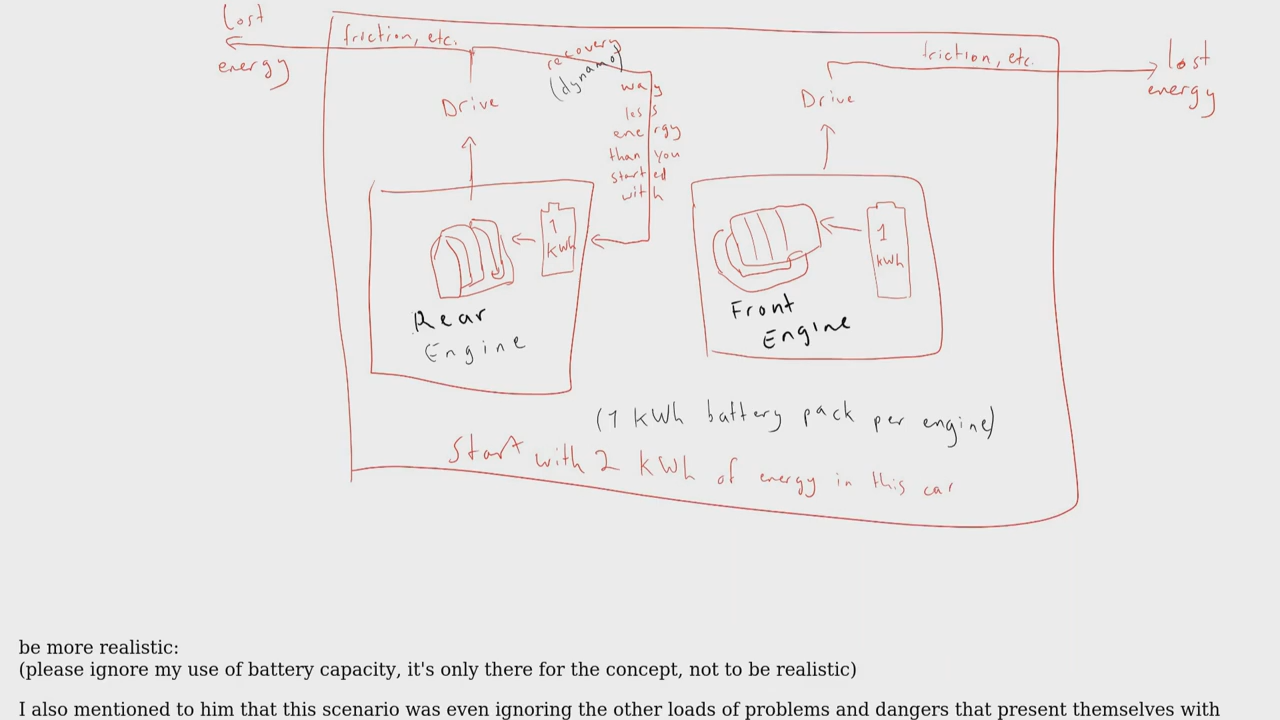 lost
energy
friction, etc.
recovery
(dynamo)
way
less
energy
than you
started
with
Drive
friction, etc.
lost
energy
Drive
1
kWh
Rear
Engine
1
kWh
Front
Engine
(1 kWh battery pack per engine)
Start with 2 kWh of energy in this car
be more realistic:
(please ignore my use of battery capacity, it's only there for the concept, not to be realistic)
I also mentioned to him that this scenario was even ignoring the other loads of problems and dangers that present themselves with